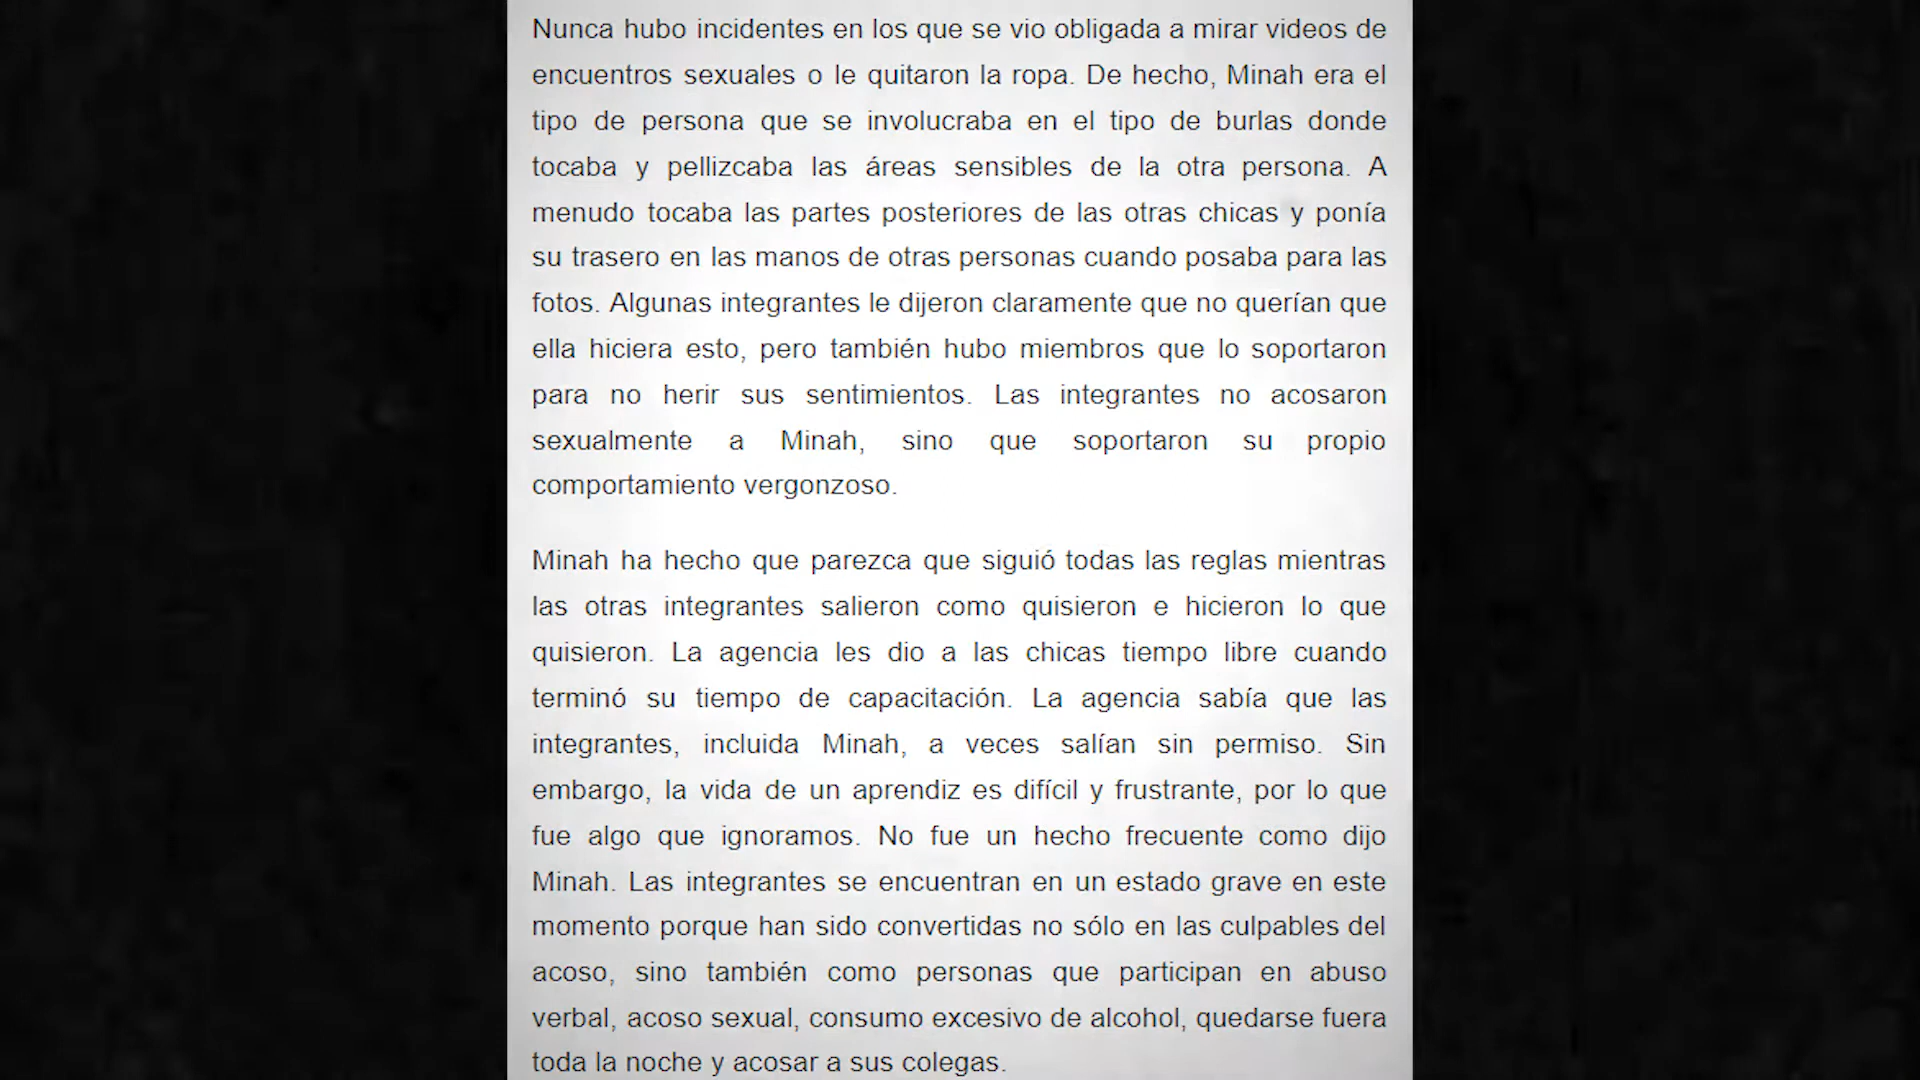 Nunca hubo incidentes en los que se vio obligada a mirar videos de
encuentros sexuales o le quitaron la ropa. De hecho, Minah era el
tipo de persona que se involucraba en el tipo de burlas donde
tocaba y pellizcaba las áreas sensibles de la otra persona. A
menudo tocaba las partes posteriores de las otras chicas y ponía
su trasero en las manos de otras personas cuando posaba para las
fotos. Algunas integrantes le dijeron claramente que no querían que
ella hiciera esto, pero también hubo miembros que lo soportaron
para no herir sus sentimientos. Las integrantes no acosaron
sexualmente a Minah, sino que soportaron su propio
comportamiento vergonzoso.
Minah ha hecho que parezca que siguió todas las reglas mientras
las otras integrantes salieron como quisieron e hicieron lo que
quisieron. La agencia les dio a las chicas tiempo libre cuando
terminó su tiempo de capacitación. La agencia sabía que las
integrantes, incluida Minah, a veces salían sin permiso. Sin
embargo, la vida de un aprendiz es difícil y frustrante, por lo que
fue algo que ignoramos. No fue un hecho frecuente como dijo
Minah. Las integrantes se encuentran en un estado grave en este
momento porque han sido convertidas no sólo en las culpables del
acoso, sino también como personas que participan en abuso
verbal, acoso sexual, consumo excesivo de alcohol, quedarse fuera
toda la noche y acosar a sus colegas.